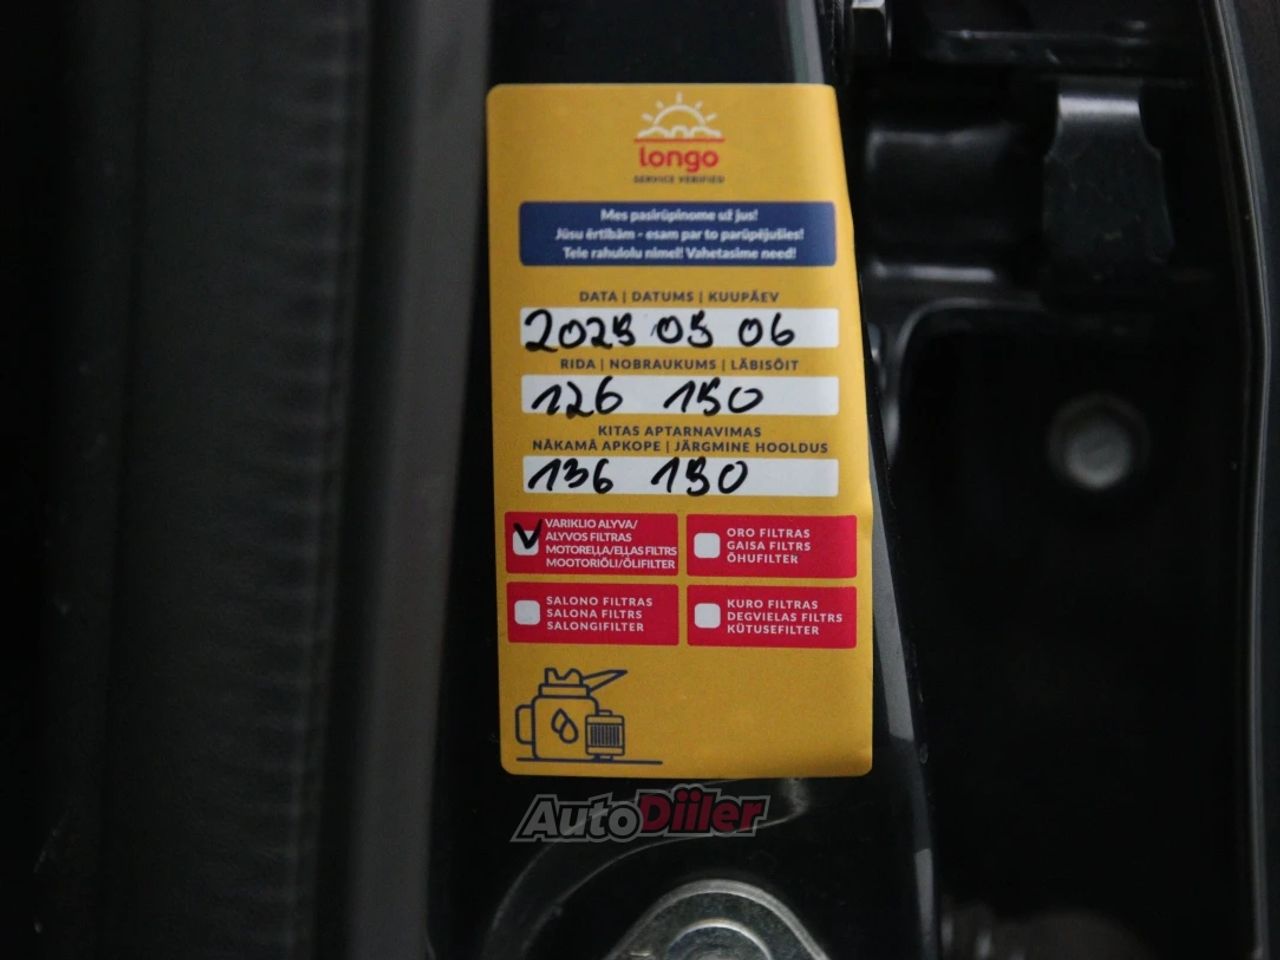 longo
SERVICE VERIFIED
Mes pasirūpinome už jus!
Jūsu ērtībām - esam par to parūpējušies!
Teie rahulolu nimel! Vahetasime need!
DATA | DATUMS | KUUPÄEV
2025 05 06
RIDA | NOBRAUKUMS | LÄBISÕIT
126 150
KITAS APTARNAVIMAS
NĀKAMĀ APKOPE | JÄRGMINE HOOLDUS
136 150
VARIKLIO ALYVA/
ALYVOS FILTRAS
MOTORELLA/ELLAS FILTRS
MOOTORIÕLI/ÕLIFILTER
ORO FILTRAS
GAISA FILTRS
ÕHUFILTER
SALONO FILTRAS
SALONA FILTRS
SALONGIFILTER
KURO FILTRAS
DEGVIELAS FILTRS
KÜTUSEFILTER
AutoDiiler